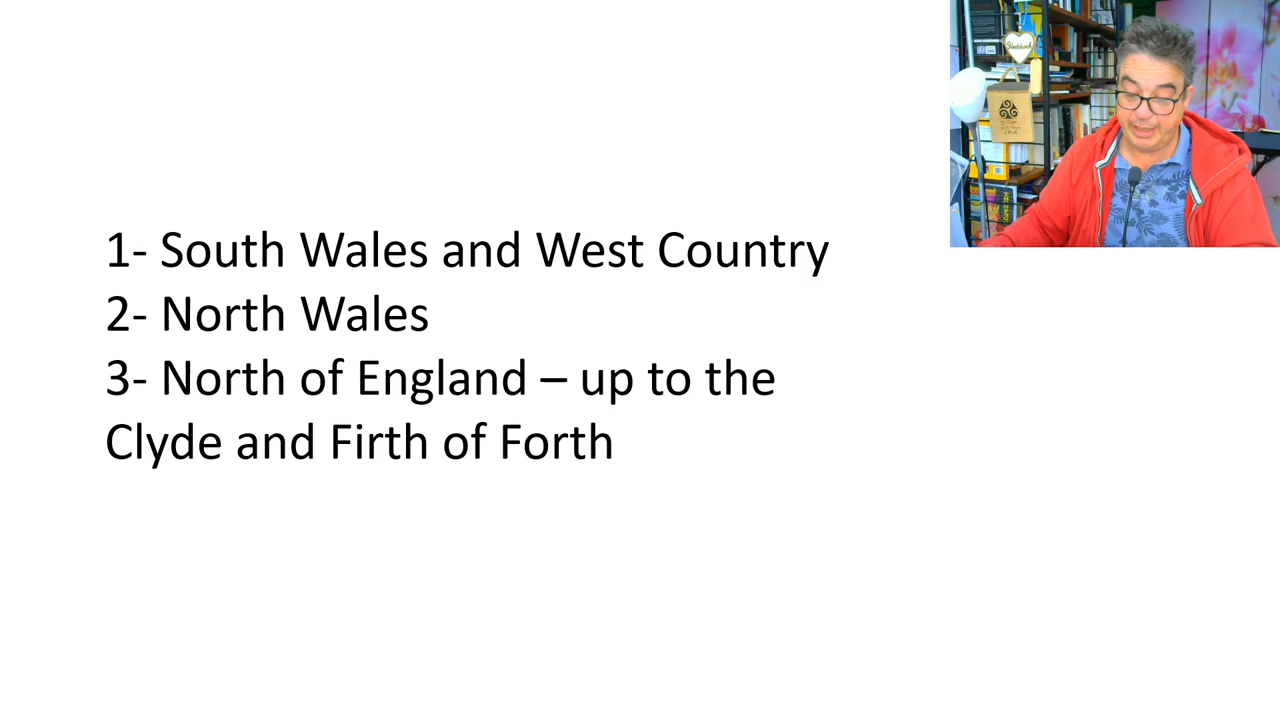 1- South Wales and West Country
2- North Wales
3- North of England – up to the
Clyde and Firth of Forth